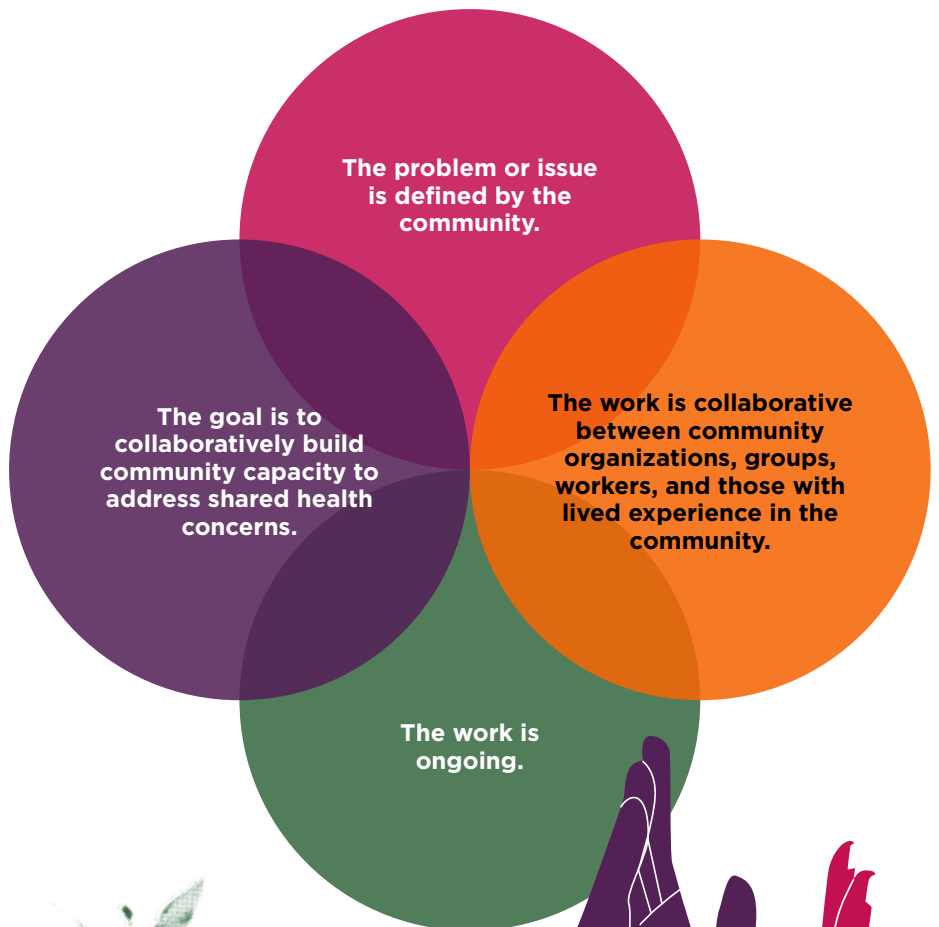 The problem or issue
is defined by the
community.
The goal is to
collaboratively build
community capacity to
address shared health
concerns.
The work is collaborative
between community
organizations, groups,
workers, and those with
lived experience in the
community.
The work is
ongoing.